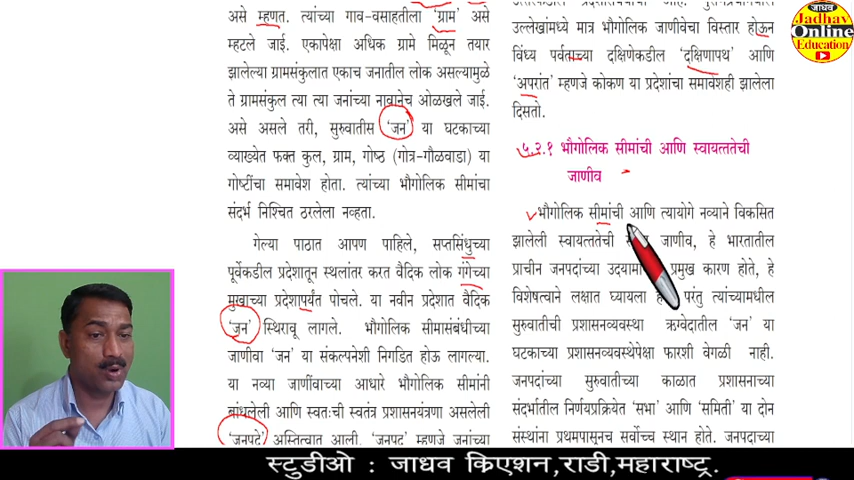 असे म्हणत. त्यांच्या गाव-वसाहतीला 'ग्राम' असे
म्हटले जाई. एकापेक्षा अधिक ग्रामे मिळून तयार
झालेल्या ग्रामसंकुलात एकाच जनातील लोक असल्यामुळे
ते ग्रामसंकुल त्या त्या जनांच्या नावानेच ओळखले जाई.
असे असले तरी, सुरुवातीस 'जन' या घटकाच्या
व्याख्येत फक्त कुल, ग्राम, गोष्ठ (गोत्र-गौळवाडा) या
गोष्टींचा समावेश होता. त्यांच्या भौगोलिक सीमांचा
संदर्भ निश्चित ठरलेला नव्हता.
गेल्या पाठात आपण पाहिले, सप्तसिंधुच्या
पूर्वेकडील प्रदेशातून स्थलांतर करत वैदिक लोक गंगेच्या
मुखाच्या प्रदेशापर्यंत पोचले. या नवीन प्रदेशात वैदिक
'जन' स्थिरावू लागले. भौगोलिक सीमासंबंधीच्या
जाणीवा 'जन' या संकल्पनेशी निगडित होऊ लागल्या.
या नव्या जाणींवाच्या आधारे भौगोलिक सीमांनी
बांधलेली आणि स्वतःची स्वतंत्र प्रशासनयंत्रणा असलेली
'जनपदे' अस्तित्वात आली. 'जनपद' म्हणजे जनांच्या
उल्लेखांमध्ये मात्र भौगोलिक जाणीवेचा विस्तार होऊन
विंध्य पर्वताच्या दक्षिणेकडील 'दक्षिणापथ' आणि
'अपरांत' म्हणजे कोकण या प्रदेशांचा समावेशही झालेला
दिसतो.
५.२.१ भौगोलिक सीमांची आणि स्वायत्ततेची
जाणीव
भौगोलिक सीमांची आणि त्यायोगे नव्याने विकसित
झालेली स्वायत्ततेची जाणीव, हे भारतातील
प्राचीन जनपदांच्या प्रमुख कारण होते, हे
विशेषत्वाने लक्षात घ्यायला परंतु त्यांच्यामधील
सुरुवातीची प्रशासनव्यवस्था ऋग्वेदातील 'जन' या
घटकाच्या प्रशासनव्यवस्थेपेक्षा फारशी वेगळी नाही.
जनपदांच्या सुरुवातीच्या काळात प्रशासनाच्या
संदर्भातील निर्णयप्रक्रियेत 'सभा' आणि 'समिती' या दोन
संस्थांना प्रथमपासूनच सर्वोच्च स्थान होते. जनपदाच्या
जाधव
Jadhav
Online
Education
स्टुडीओ : जाधव क्रिएशन,राडी,महाराष्ट्र.